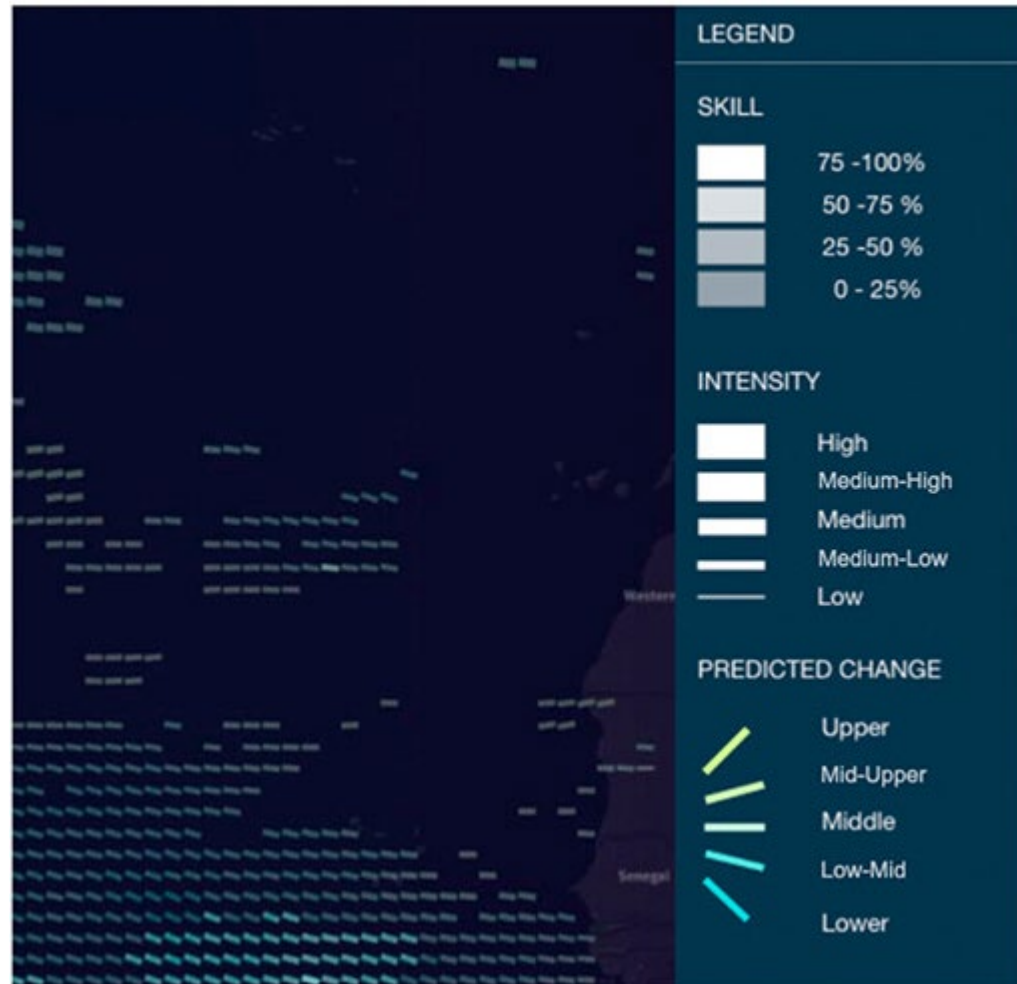 LEGEND
SKILL
75 -100%
50 -75 %
25 -50 %
0 - 25%
INTENSITY
High
Medium-High
Medium
Medium-Low
Low
Western
PREDICTED CHANGE
Upper
Mid-Upper
Middle
Low-Mid
Senegal
Lower